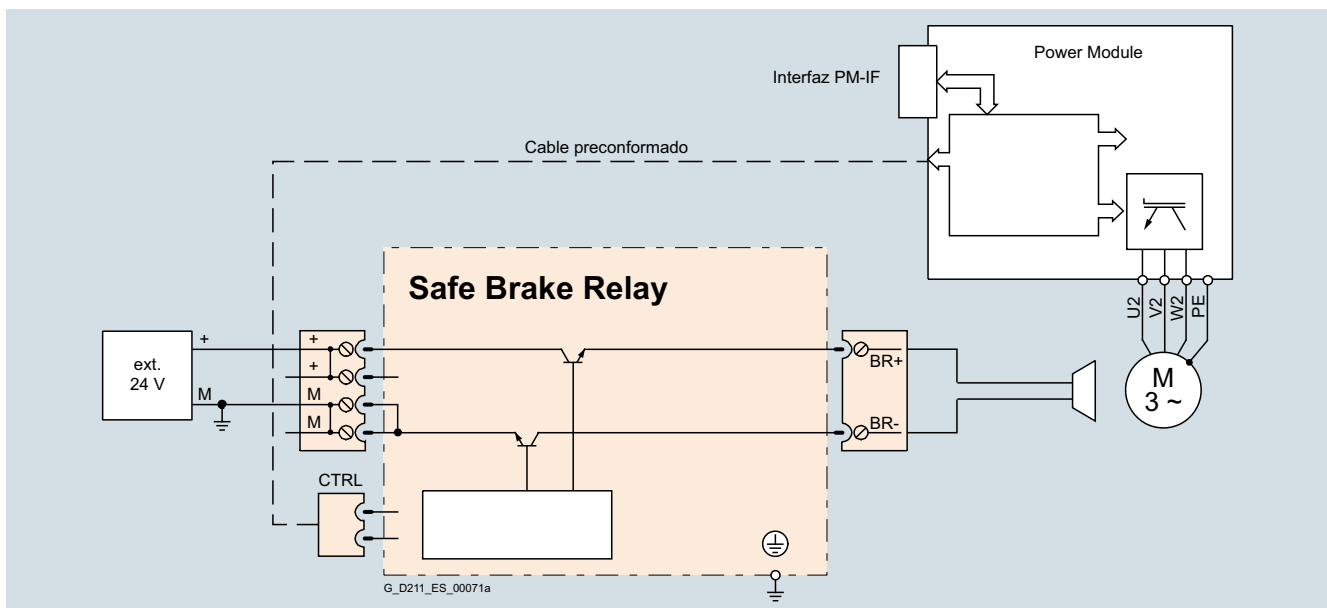 Power Module
Interfaz PM-IF
Cable preconformado
Safe Brake Relay
U2
V2
W2
PE
ext.
24 V
+
M
+
+
M
M
BR+
BR-
M
3 ~
CTRL
G_D211_ES_00071a